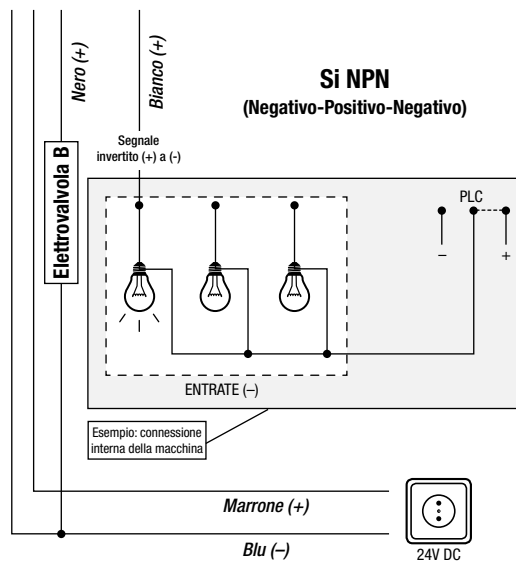 Nero (+)
Bianco (+)
Si NPN
(Negativo-Positivo-Negativo)
Segnale
invertito (+) a (-)
Elettrovalvola B
PLC
–
+
ENTRATE (–)
Esempio: connessione
interna della macchina
Marrone (+)
Blu (–)
24V DC